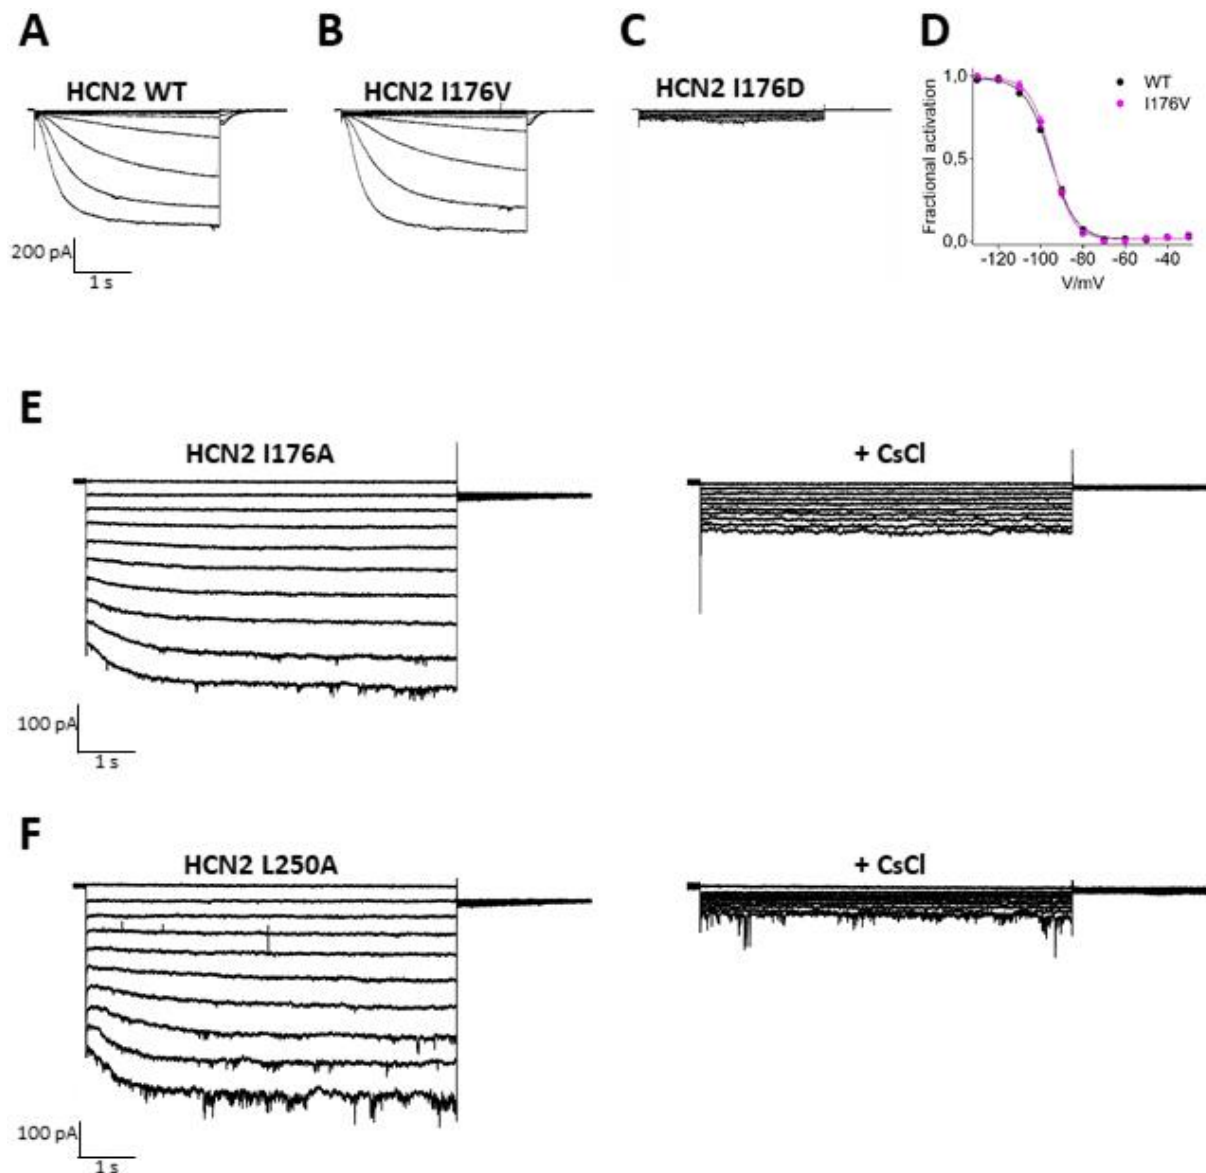 A
B
C
D
HCN2 WT
HCN2 I176V
HCN2 I176D
WT
I176V
Fractional activation
1,0
0,5
0,0
-120 -100 -80 -60 -40
V/mV
200 pA
1 s
E
HCN2 I176A
+ CsCl
100 pA
1 s
F
HCN2 L250A
+ CsCl
100 pA
1 s